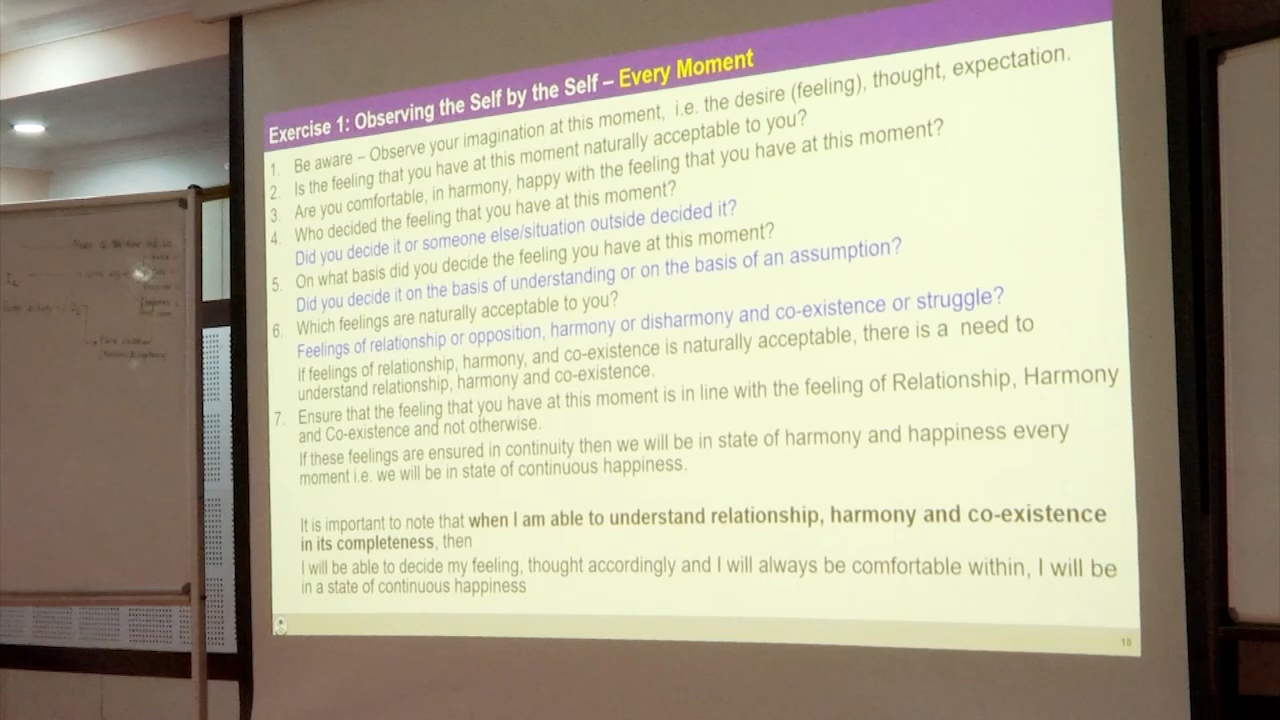 Exercise 1: Observing the Self by the Self – Every Moment
1. Be aware – Observe your imagination at this moment, i.e. the desire (feeling), thought, expectation.
2. Is the feeling that you have at this moment naturally acceptable to you?
3. Are you comfortable, in harmony, happy with the feeling that you have at this moment?
4. Who decided the feeling that you have at this moment?
Did you decide it or someone else/situation outside decided it?
5. On what basis did you decide the feeling you have at this moment?
Did you decide it on the basis of understanding or on the basis of an assumption?
6. Which feelings are naturally acceptable to you?
Feelings of relationship or opposition, harmony or disharmony and co-existence or struggle?
If feelings of relationship, harmony, and co-existence is naturally acceptable, there is a need to
understand relationship, harmony and co-existence.
7. Ensure that the feeling that you have at this moment is in line with the feeling of Relationship, Harmony
and Co-existence and not otherwise.
If these feelings are ensured in continuity then we will be in state of harmony and happiness every
moment i.e. we will be in state of continuous happiness.
It is important to note that when I am able to understand relationship, harmony and co-existence
in its completeness, then
I will be able to decide my feeling, thought accordingly and I will always be comfortable within, I will be
in a state of continuous happiness
18